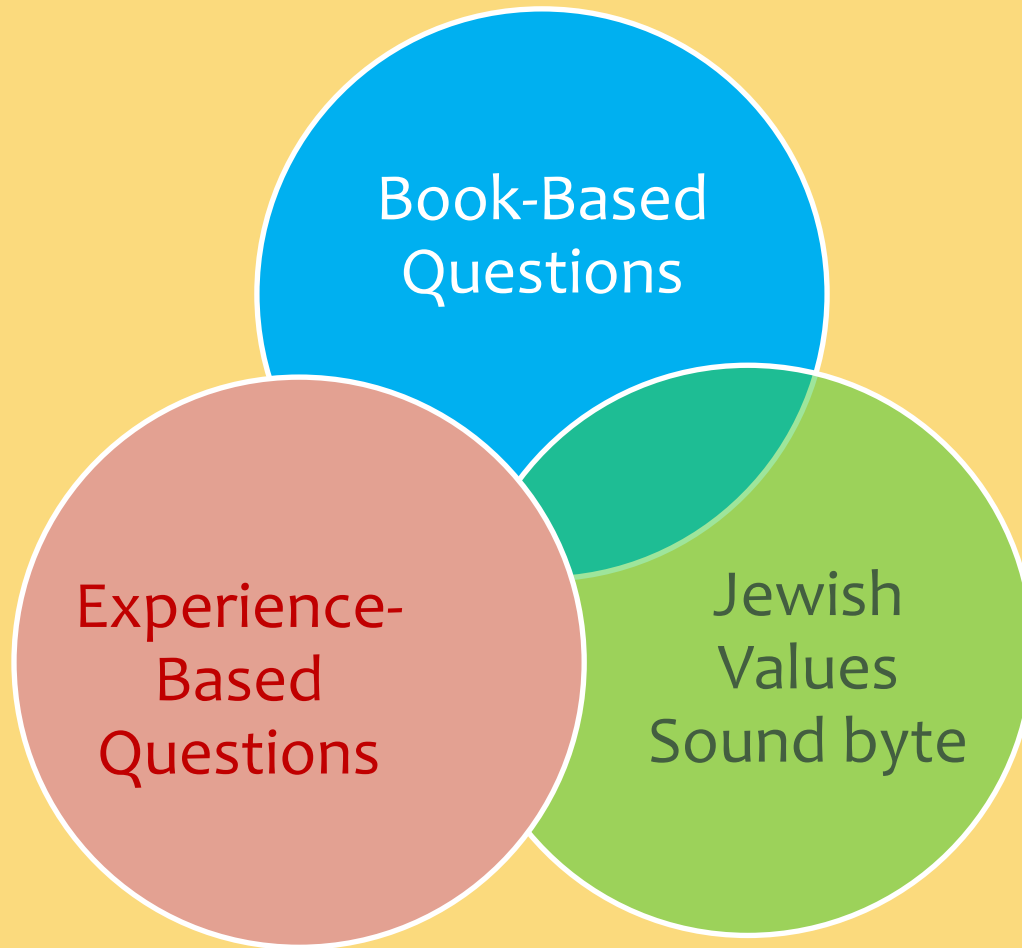 Book-Based
Questions
Experience-
Based
Questions
Jewish
Values
Sound byte